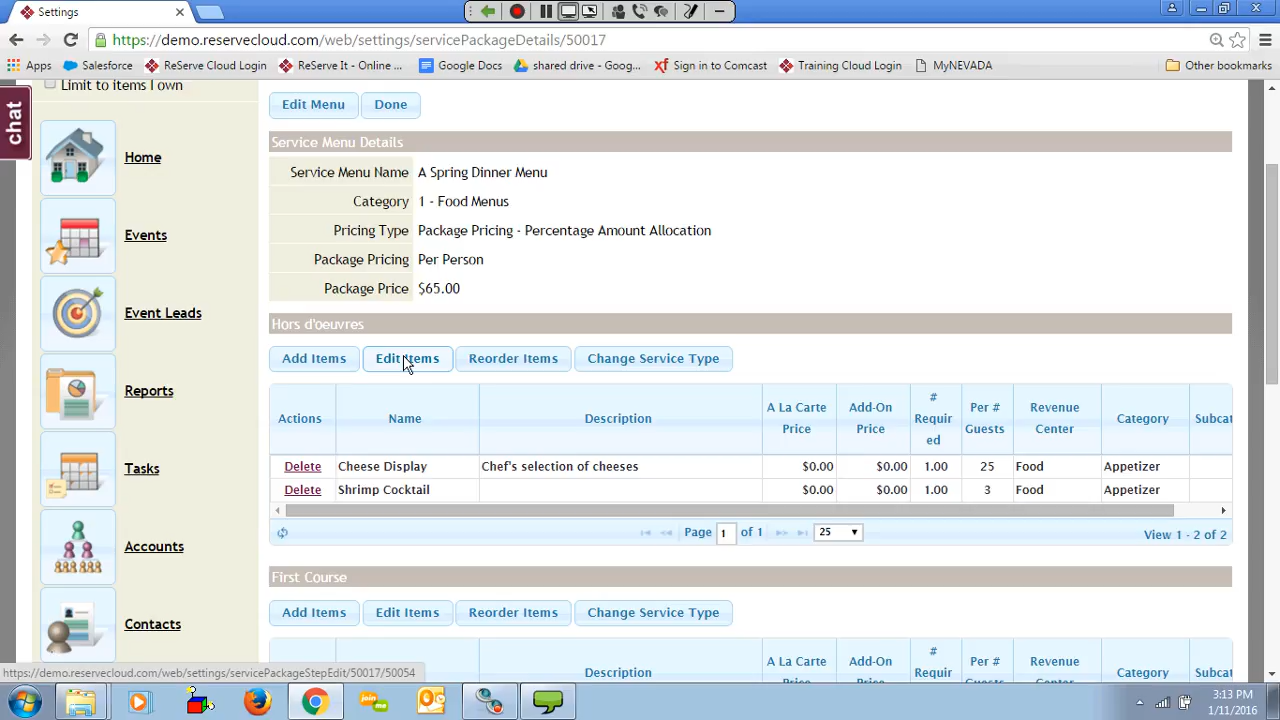 Settings
https://demo.reservecloud.com/web/settings/servicePackageDetails/50017
Apps Salesforce ReServe Cloud Login ReServe It - Online ... Google Docs shared drive - Goog... Sign in to Comcast Training Cloud Login MyNEVADA Other bookmarks
chat
Limit to items I own
Home
Events
Event Leads
Reports
Tasks
Accounts
Contacts
Edit Menu Done
Service Menu Details
Service Menu Name A Spring Dinner Menu
Category 1 - Food Menus
Pricing Type Package Pricing - Percentage Amount Allocation
Package Pricing Per Person
Package Price $65.00
Hors d'oeuvres
Add Items Edit Items Reorder Items Change Service Type
Actions Name Description A La Carte Price Add-On Price # Requir ed Per # Guests Revenue Center Category Subcat
Delete Cheese Display Chef's selection of cheeses $0.00 $0.00 1.00 25 Food Appetizer
Delete Shrimp Cocktail $0.00 $0.00 1.00 3 Food Appetizer
Page 1 of 1 25 View 1 - 2 of 2
First Course
Add Items Edit Items Reorder Items Change Service Type
Description A La Carte Price Add-On # Requir Per # Guests Revenue Center
https://demo.reservecloud.com/web/settings/servicePackageStepEdit/50017/50054
join me
3:13 PM
1/11/2016